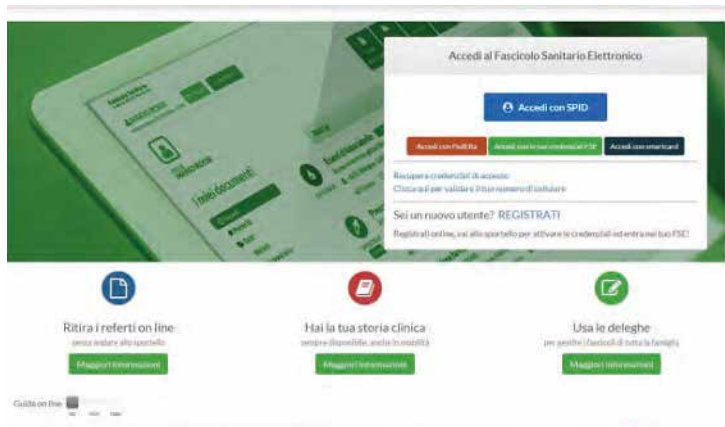 Accedi al Fascicolo Sanitario Elettronico
Accedi con SPID
Accedi con FedERa
Accedi con le tue credenziali FSE
Accedi con smartcard
Recupera credenziali di accesso
Clicca qui per validare il tuo numero di cellulare
Sei un nuovo utente? REGISTRATI
Registrati online, vai allo sportello per attivare le credenziali ed entra nel tuo FSE!
I miei documenti
Ritira i referti on line
senza andare allo sportello
Maggiori informazioni
Hai la tua storia clinica
sempre disponibile, anche in mobilità
Maggiori informazioni
Usa le deleghe
per gestire i fascicoli di tutta la famiglia
Maggiori informazioni
Guida on line